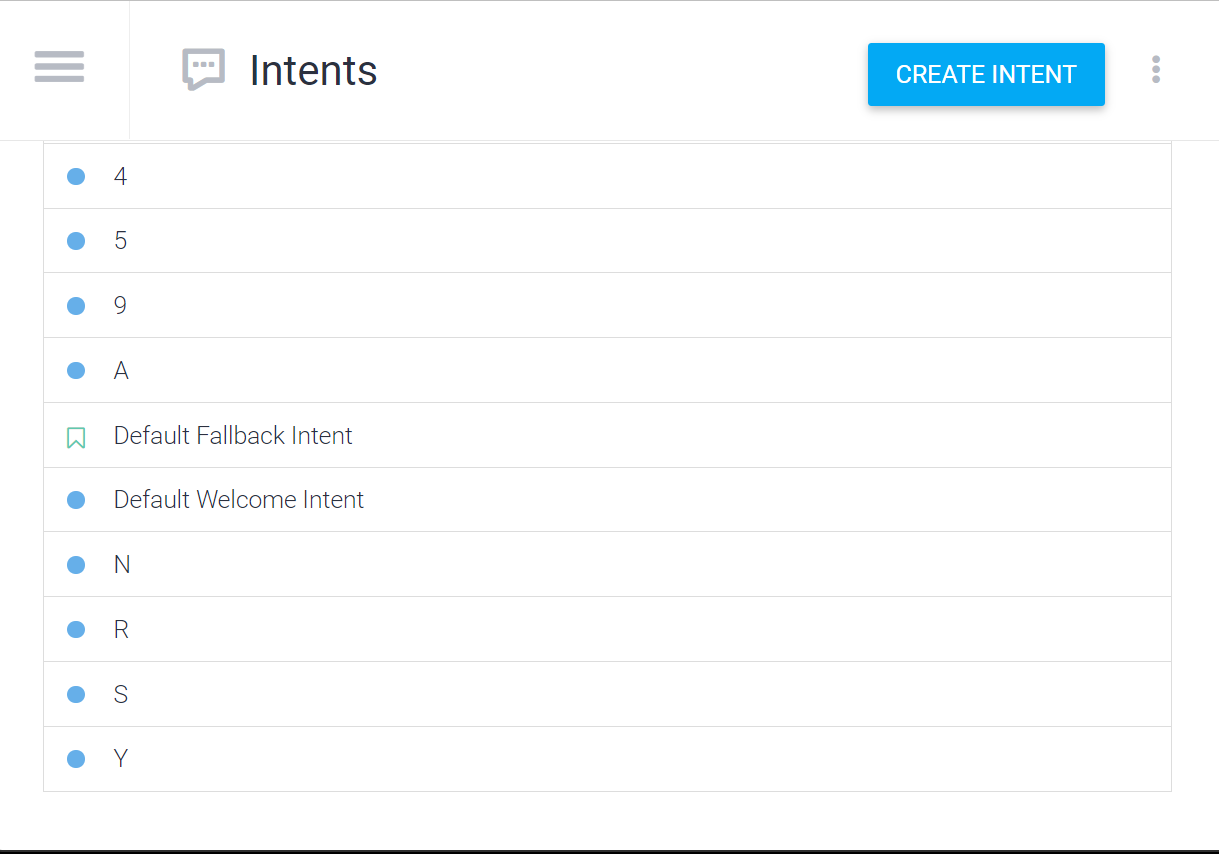 Intents
CREATE INTENT
4
5
9
A
Default Fallback Intent
Default Welcome Intent
N
R
S
Y